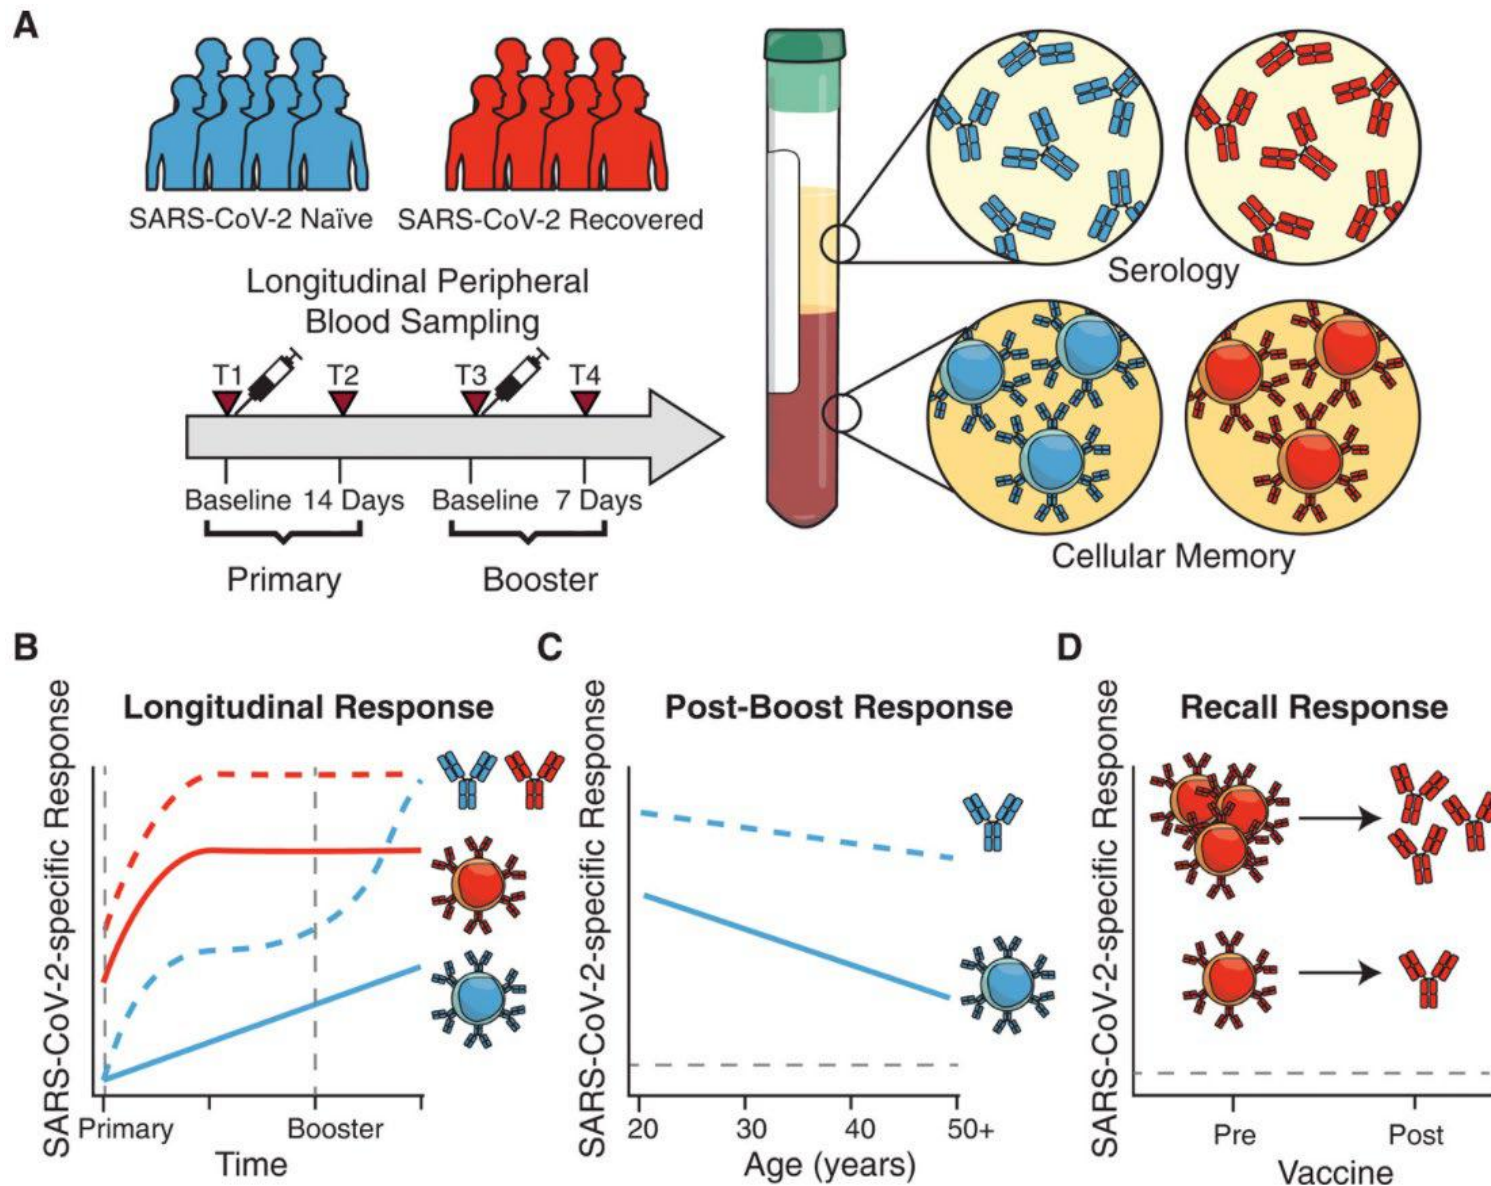 A
SARS-CoV-2 Naïve
SARS-CoV-2 Recovered
Longitudinal Peripheral
Blood Sampling
T1
T2
T3
T4
Baseline
14 Days
Baseline
7 Days
Primary
Booster
Serology
Cellular Memory
B
Longitudinal Response
SARS-CoV-2-specific Response
Primary
Booster
Time
C
Post-Boost Response
SARS-CoV-2-specific Response
20
30
40
50+
Age (years)
D
Recall Response
SARS-CoV-2-specific Response
Pre
Post
Vaccine